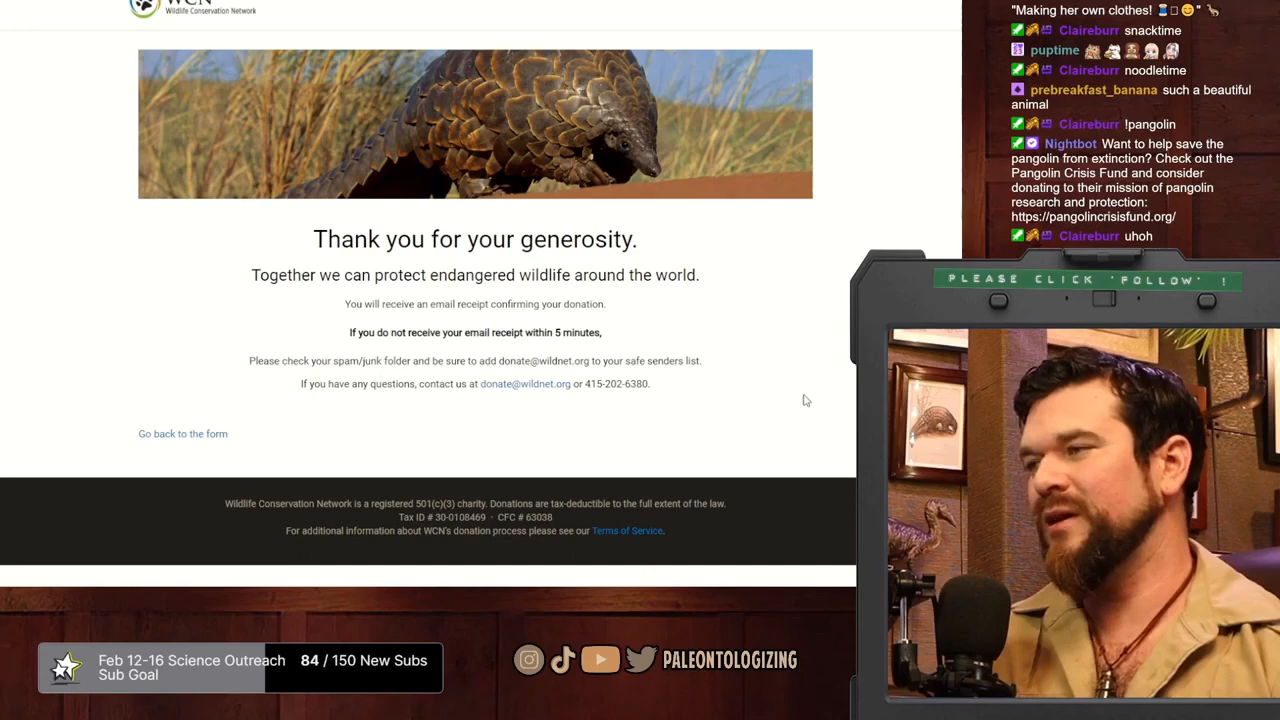 WCN
Wildlife Conservation Network
Thank you for your generosity.
Together we can protect endangered wildlife around the world.
You will receive an email receipt confirming your donation.
If you do not receive your email receipt within 5 minutes,
Please check your spam/junk folder and be sure to add donate@wildnet.org to your safe senders list.
If you have any questions, contact us at donate@wildnet.org or 415-202-6380.
Go back to the form
Wildlife Conservation Network is a registered 501(c)(3) charity. Donations are tax-deductible to the full extent of the law.
Tax ID # 30-0108469 · CFC # 63038
For additional information about WCN's donation process please see our Terms of Service.
"Making her own clothes! 🧵▯😊" 🦙
Claireburr snacktime
puptime
Claireburr noodletime
prebreakfast_banana such a beautiful
animal
Claireburr !pangolin
Nightbot Want to help save the
pangolin from extinction? Check out the
Pangolin Crisis Fund and consider
donating to their mission of pangolin
research and protection:
https://pangolincrisisfund.org/
Claireburr uhoh
PLEASE CLICK 'FOLLOW' !
Feb 12-16 Science Outreach 84 / 150 New Subs
Sub Goal
PALEONTOLOGIZING